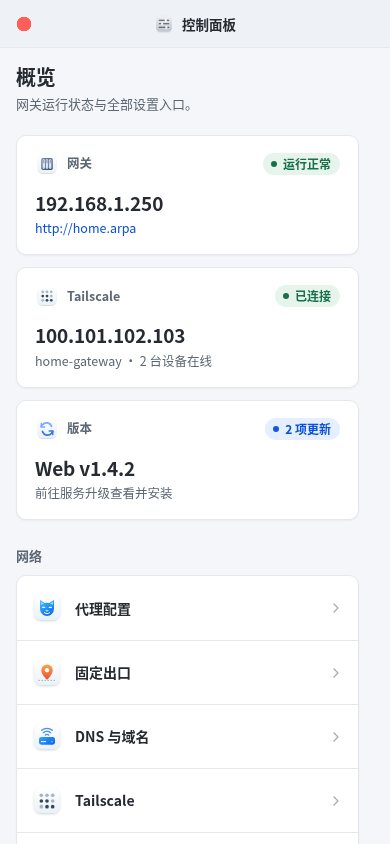 控制面板
概览
网关运行状态与全部设置入口。
网关
运行正常
192.168.1.250
http://home.arpa
Tailscale
已连接
100.101.102.103
home-gateway • 2 台设备在线
版本
2 项更新
Web v1.4.2
前往服务升级查看并安装
网络
代理配置
固定出口
DNS 与域名
Tailscale